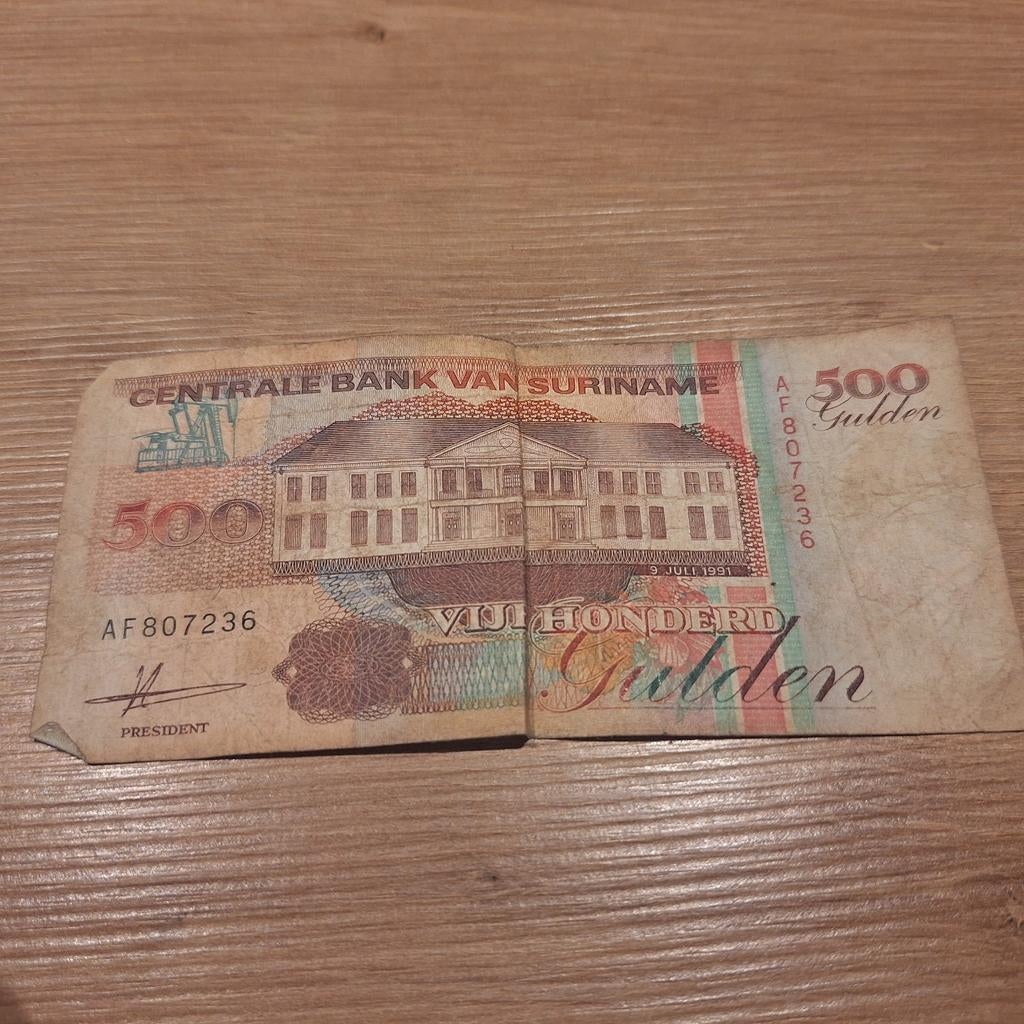 CENTRALE BANK VAN SURINAME
500
Gulden
AF807236
500
9 JULI 1991
AF807236
VIJFHONDERD
Gulden
PRESIDENT